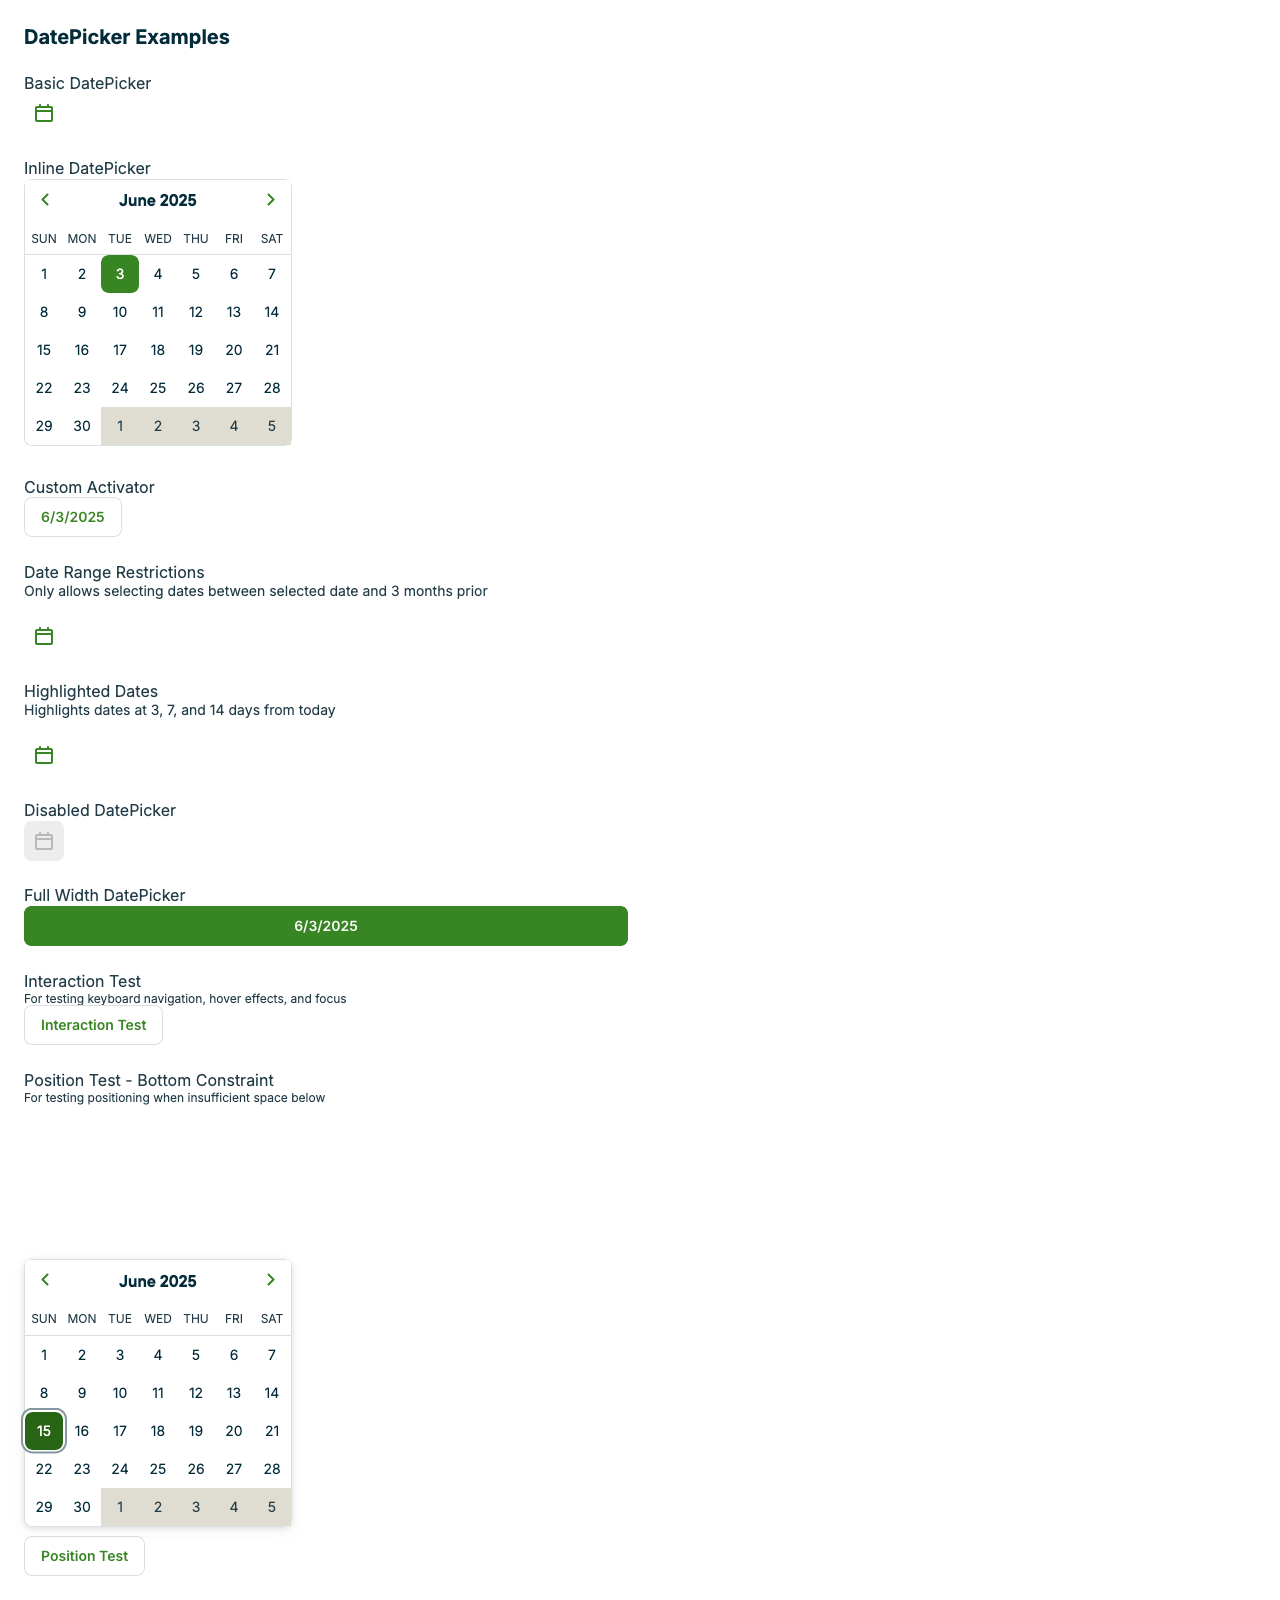 DatePicker Examples
Basic DatePicker
Inline DatePicker
June 2025
SUN MON TUE WED THU FRI SAT
1 2 3 4 5 6 7
8 9 10 11 12 13 14
15 16 17 18 19 20 21
22 23 24 25 26 27 28
29 30 1 2 3 4 5
Custom Activator
6/3/2025
Date Range Restrictions
Only allows selecting dates between selected date and 3 months prior
Highlighted Dates
Highlights dates at 3, 7, and 14 days from today
Disabled DatePicker
Full Width DatePicker
6/3/2025
Interaction Test
For testing keyboard navigation, hover effects, and focus
Interaction Test
Position Test - Bottom Constraint
For testing positioning when insufficient space below
June 2025
SUN MON TUE WED THU FRI SAT
1 2 3 4 5 6 7
8 9 10 11 12 13 14
15 16 17 18 19 20 21
22 23 24 25 26 27 28
29 30 1 2 3 4 5
Position Test